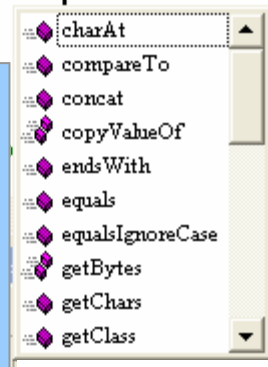 charAt
compareTo
concat
copyValueOf
endsWith
equals
equalsIgnoreCase
getBytes
getChars
getClass